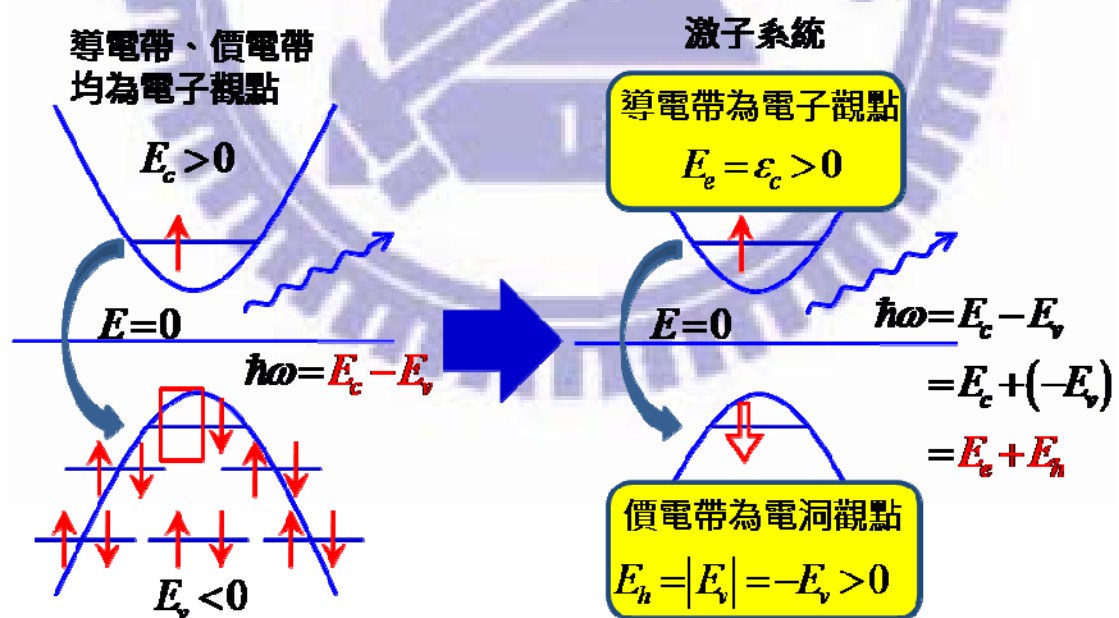 導電帶、價電帶
均為電子觀點
E_c>0
E=0
ħω=E_c-E_v
E_v<0
激子系統
導電帶為電子觀點
E_e=ε_c>0
E=0
ħω=E_c-E_v
=E_c+(-E_v)
=E_e+E_h
價電帶為電洞觀點
E_h=|E_v|=-E_v>0